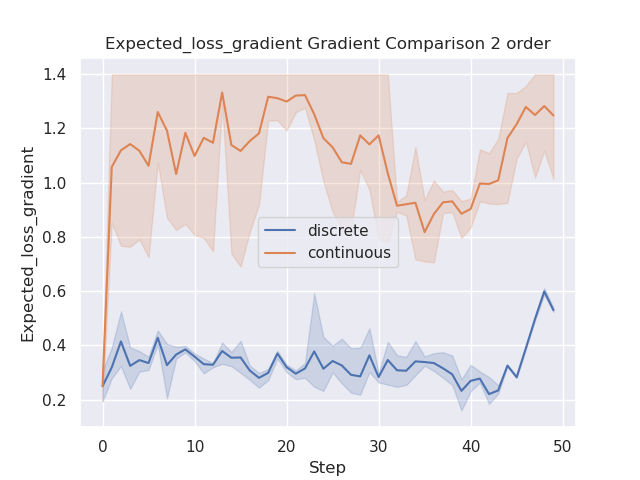 Expected_loss_gradient Gradient Comparison 2 order
Expected_loss_gradient
1.4
1.2
1.0
0.8
0.6
0.4
0.2
discrete
continuous
0 10 20 30 40 50
Step